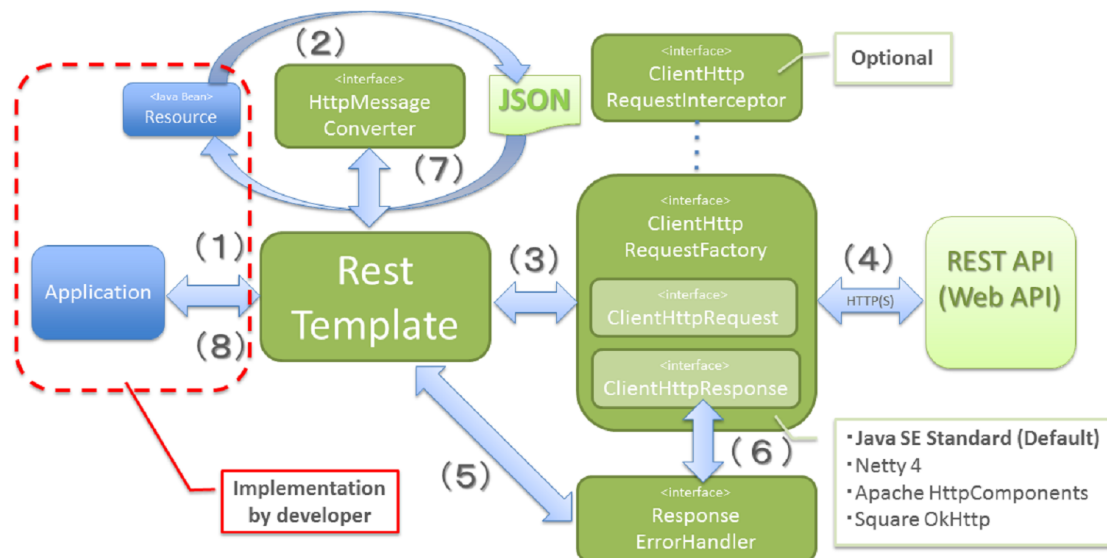 (2)
<interface>
HttpMessage
Converter
<Java Bean>
Resource
JSON
<interface>
ClientHttp
RequestInterceptor
Optional
(7)
<interface>
ClientHttp
RequestFactory
(1)
Application
(8)
Rest
Template
(3)
<interface>
ClientHttpRequest
<interface>
ClientHttpResponse
(4)
HTTP(S)
REST API
(Web API)
(5)
(6)
<interface>
Response
ErrorHandler
Implementation
by developer
・Java SE Standard (Default)
・Netty 4
・Apache HttpComponents
・Square OkHttp